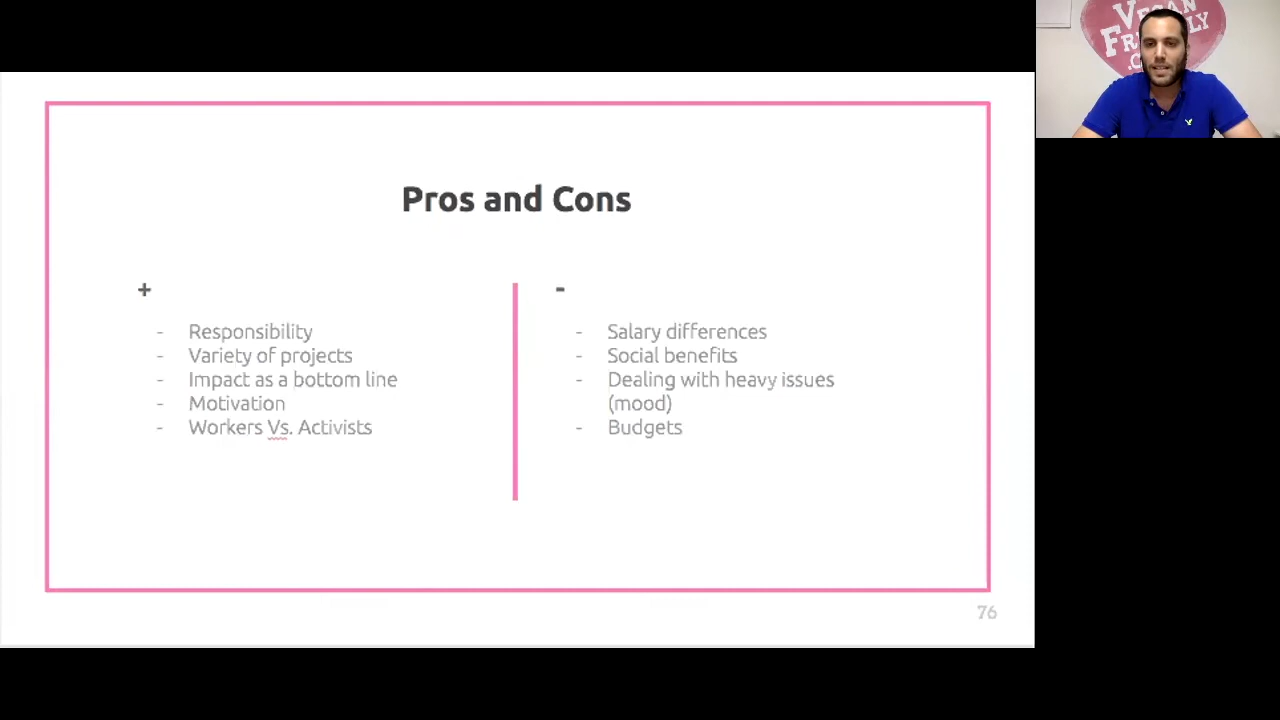 Pros and Cons
+
- Responsibility
- Variety of projects
- Impact as a bottom line
- Motivation
- Workers Vs. Activists
-
- Salary differences
- Social benefits
- Dealing with heavy issues
(mood)
- Budgets
76
VEGAN